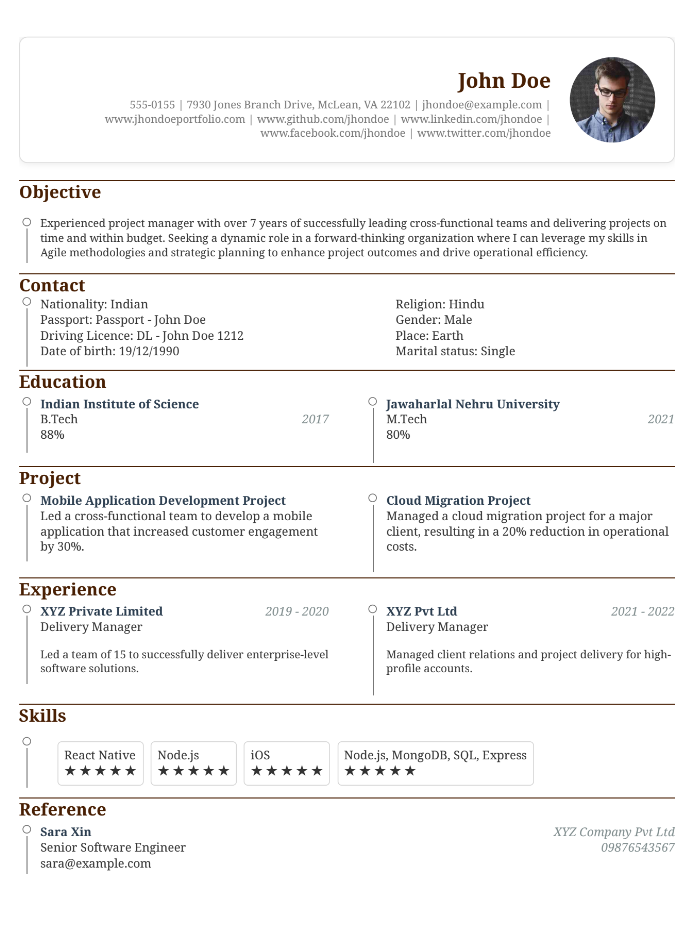 John Doe
555-0155 | 7930 Jones Branch Drive, McLean, VA 22102 | jhondoe@example.com |
www.jhondoeportfolio.com | www.github.com/jhondoe | www.linkedin.com/jhondoe |
www.facebook.com/jhondoe | www.twitter.com/jhondoe
Objective
Experienced project manager with over 7 years of successfully leading cross-functional teams and delivering projects on
time and within budget. Seeking a dynamic role in a forward-thinking organization where I can leverage my skills in
Agile methodologies and strategic planning to enhance project outcomes and drive operational efficiency.
Contact
Nationality: Indian
Passport: Passport - John Doe
Driving Licence: DL - John Doe 1212
Date of birth: 19/12/1990
Religion: Hindu
Gender: Male
Place: Earth
Marital status: Single
Education
Indian Institute of Science
B.Tech 2017
88%
Jawaharlal Nehru University
M.Tech 2021
80%
Project
Mobile Application Development Project
Led a cross-functional team to develop a mobile
application that increased customer engagement
by 30%.
Cloud Migration Project
Managed a cloud migration project for a major
client, resulting in a 20% reduction in operational
costs.
Experience
XYZ Private Limited 2019 - 2020
Delivery Manager
Led a team of 15 to successfully deliver enterprise-level
software solutions.
XYZ Pvt Ltd 2021 - 2022
Delivery Manager
Managed client relations and project delivery for high-
profile accounts.
Skills
React Native
★★★★★
Node.js
★★★★★
iOS
★★★★★
Node.js, MongoDB, SQL, Express
★★★★★
Reference
Sara Xin XYZ Company Pvt Ltd
Senior Software Engineer 09876543567
sara@example.com